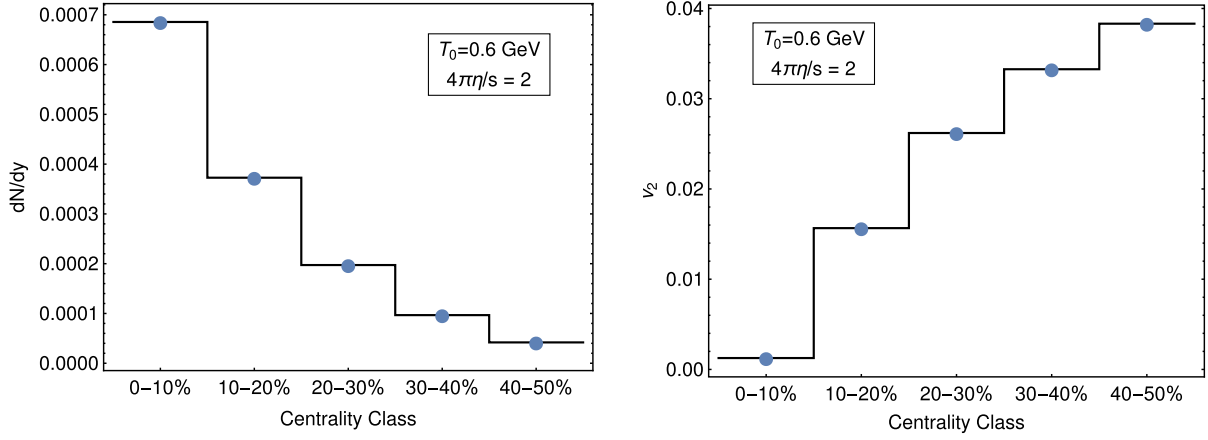 0.0007
0.0006
0.0005
0.0004
0.0003
0.0002
0.0001
0.0000
dN/dy
T₀=0.6 GeV
4πη/s = 2
0−10% 10−20% 20−30% 30−40% 40−50%
Centrality Class
0.04
0.03
0.02
0.01
0.00
v₂
T₀=0.6 GeV
4πη/s = 2
0−10% 10−20% 20−30% 30−40% 40−50%
Centrality Class